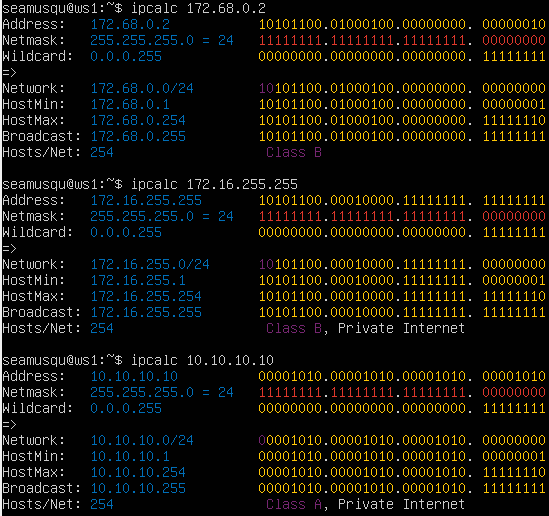 seamusqu@ws1:~$ ipcalc 172.68.0.2
Address:   172.68.0.2           10101100.01000100.00000000. 00000010
Netmask:   255.255.255.0 = 24   11111111.11111111.11111111. 00000000
Wildcard:  0.0.0.255            00000000.00000000.00000000. 11111111
=>
Network:   172.68.0.0/24        10101100.01000100.00000000. 00000000
HostMin:   172.68.0.1           10101100.01000100.00000000. 00000001
HostMax:   172.68.0.254         10101100.01000100.00000000. 11111110
Broadcast: 172.68.0.255         10101100.01000100.00000000. 11111111
Hosts/Net: 254                   Class B
seamusqu@ws1:~$ ipcalc 172.16.255.255
Address:   172.16.255.255       10101100.00010000.11111111. 11111111
Netmask:   255.255.255.0 = 24   11111111.11111111.11111111. 00000000
Wildcard:  0.0.0.255            00000000.00000000.00000000. 11111111
=>
Network:   172.16.255.0/24      10101100.00010000.11111111. 00000000
HostMin:   172.16.255.1         10101100.00010000.11111111. 00000001
HostMax:   172.16.255.254       10101100.00010000.11111111. 11111110
Broadcast: 172.16.255.255       10101100.00010000.11111111. 11111111
Hosts/Net: 254                   Class B, Private Internet
seamusqu@ws1:~$ ipcalc 10.10.10.10
Address:   10.10.10.10          00001010.00001010.00001010. 00001010
Netmask:   255.255.255.0 = 24   11111111.11111111.11111111. 00000000
Wildcard:  0.0.0.255            00000000.00000000.00000000. 11111111
=>
Network:   10.10.10.0/24        00001010.00001010.00001010. 00000000
HostMin:   10.10.10.1           00001010.00001010.00001010. 00000001
HostMax:   10.10.10.254         00001010.00001010.00001010. 11111110
Broadcast: 10.10.10.255         00001010.00001010.00001010. 11111111
Hosts/Net: 254                   Class A, Private Internet